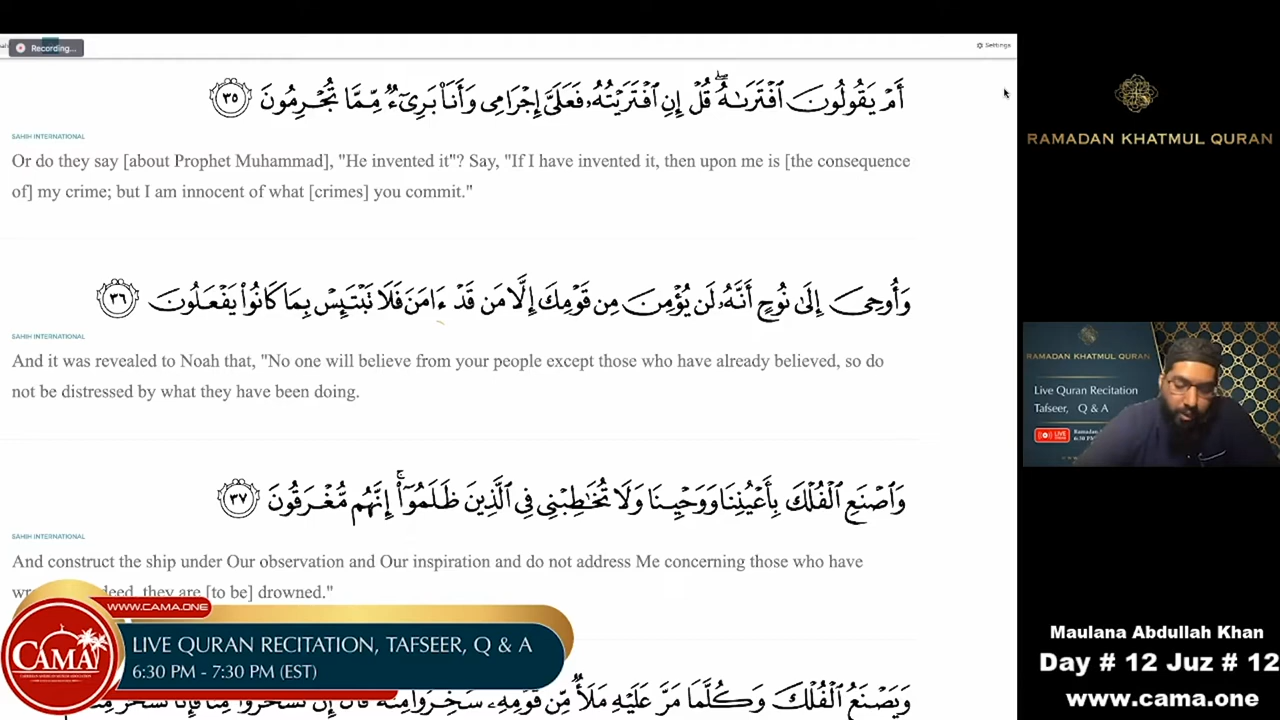 Recording...
Settings
أَمْ يَقُولُونَ ٱفْتَرَىٰهُ ۖ قُلْ إِنِ ٱفْتَرَيْتُهُۥ فَعَلَىَّ إِجْرَامِى وَأَنَا۠ بَرِىٓءٌ مِّمَّا تُجْرِمُونَ ٣٥
SAHIH INTERNATIONAL
Or do they say [about Prophet Muhammad], "He invented it"? Say, "If I have invented it, then upon me is [the consequence
of] my crime; but I am innocent of what [crimes] you commit."
وَأُوحِىَ إِلَىٰ نُوحٍ أَنَّهُۥ لَن يُؤْمِنَ مِن قَوْمِكَ إِلَّا مَن قَدْ ءَامَنَ فَلَا تَبْتَئِسْ بِمَا كَانُوا۟ يَفْعَلُونَ ٣٦
SAHIH INTERNATIONAL
And it was revealed to Noah that, "No one will believe from your people except those who have already believed, so do
not be distressed by what they have been doing.
وَٱصْنَعِ ٱلْفُلْكَ بِأَعْيُنِنَا وَوَحْيِنَا وَلَا تُخَـٰطِبْنِى فِى ٱلَّذِينَ ظَلَمُوٓا۟ ۚ إِنَّهُم مُّغْرَقُونَ ٣٧
SAHIH INTERNATIONAL
And construct the ship under Our observation and Our inspiration and do not address Me concerning those who have
they are [to be] drowned."
وَيَصْنَعُ ٱلْفُلْكَ وَكُلَّمَا مَرَّ عَلَيْهِ مَلَأٌ مِّن قَوْمِهِۦ سَخِرُوا۟ مِنْهُ
WWW.CAMA.ONE
CAMA
LIVE QURAN RECITATION, TAFSEER, Q & A
6:30 PM - 7:30 PM (EST)
RAMADAN KHATMUL QURAN
RAMADAN KHATMUL QURAN
Live Quran Recitation
Tafseer, Q & A
LIVE
Maulana Abdullah Khan
Day # 12 Juz # 12
www.cama.one